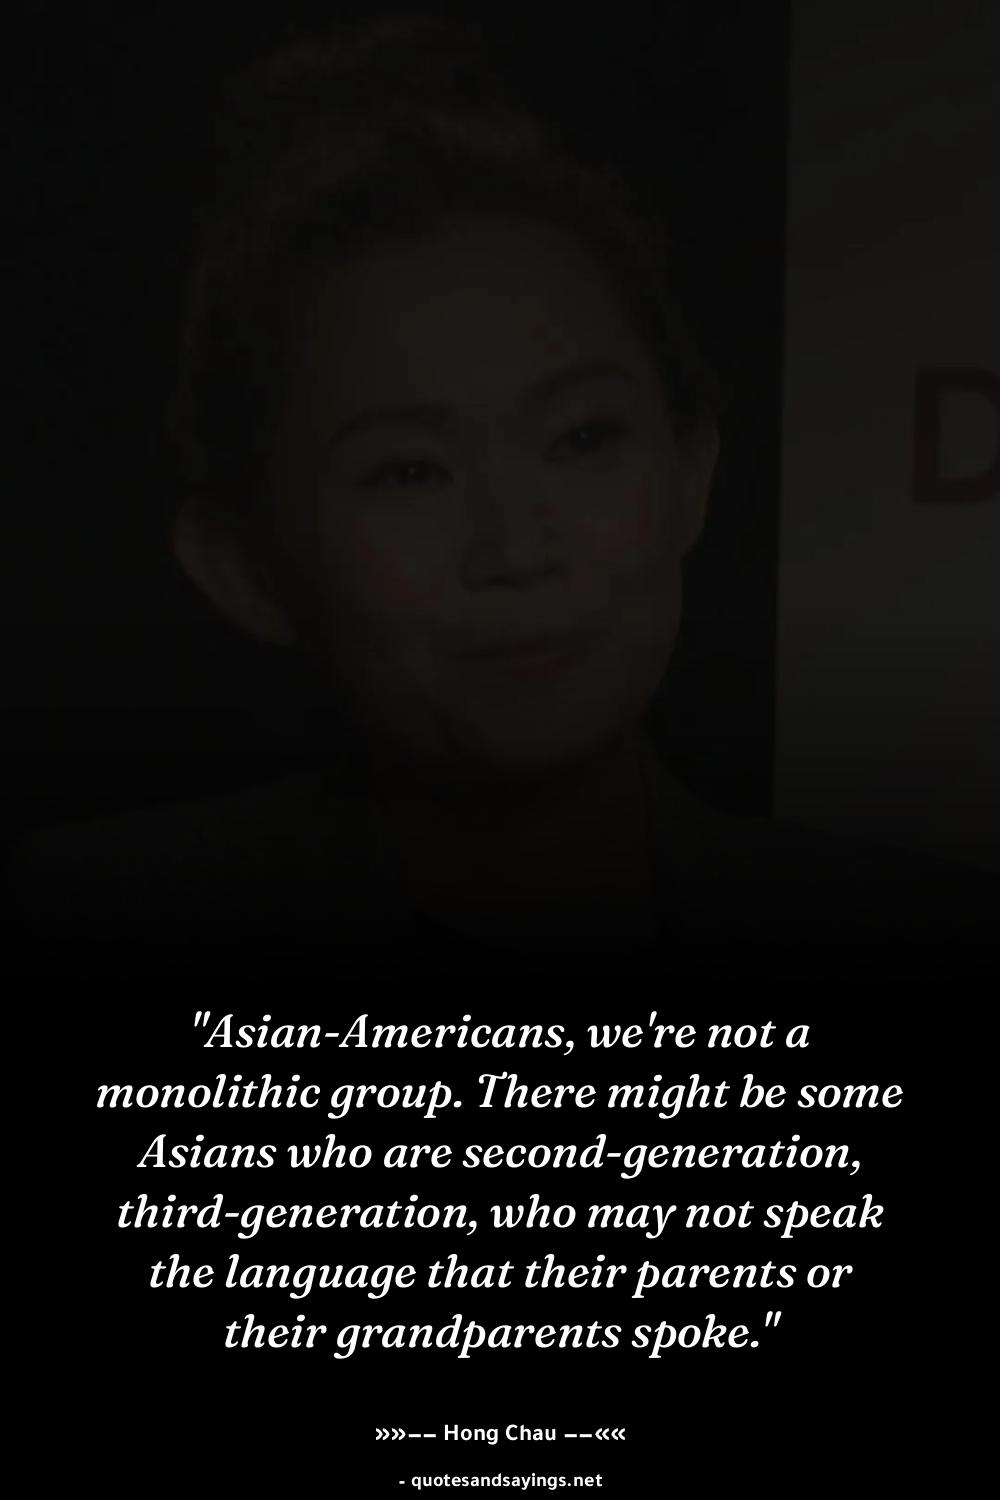 D
"Asian-Americans, we're not a
monolithic group. There might be some
Asians who are second-generation,
third-generation, who may not speak
the language that their parents or
their grandparents spoke."
»»−− Hong Chau −−««
- quotesandsayings.net